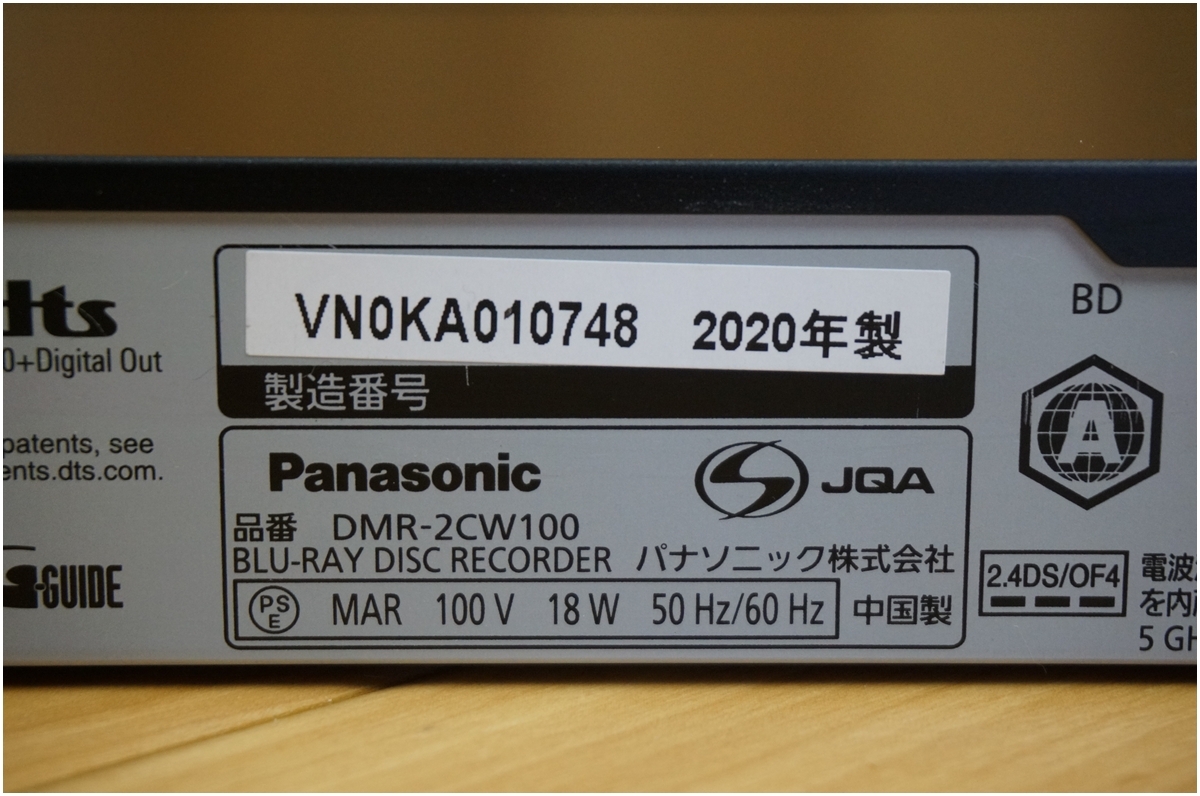 dts
0+Digital Out
patents, see
ents.dts.com.
G-GUIDE
VN0KA010748 2020年製
製造番号
Panasonic
JQA
品番 DMR-2CW100
BLU-RAY DISC RECORDER パナソニック株式会社
PSE MAR 100 V 18 W 50 Hz/60 Hz 中国製
BD
A
2.4DS/OF4
電波
を内
5 GH